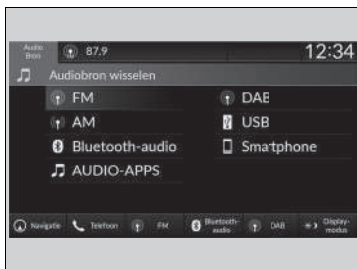 Audio Bron
87.9
12:34
Audiobron wisselen
FM
DAB
AM
USB
Bluetooth-audio
Smartphone
AUDIO-APPS
Navigatie
Telefoon
FM
Bluetooth-audio
DAB
Display-modus